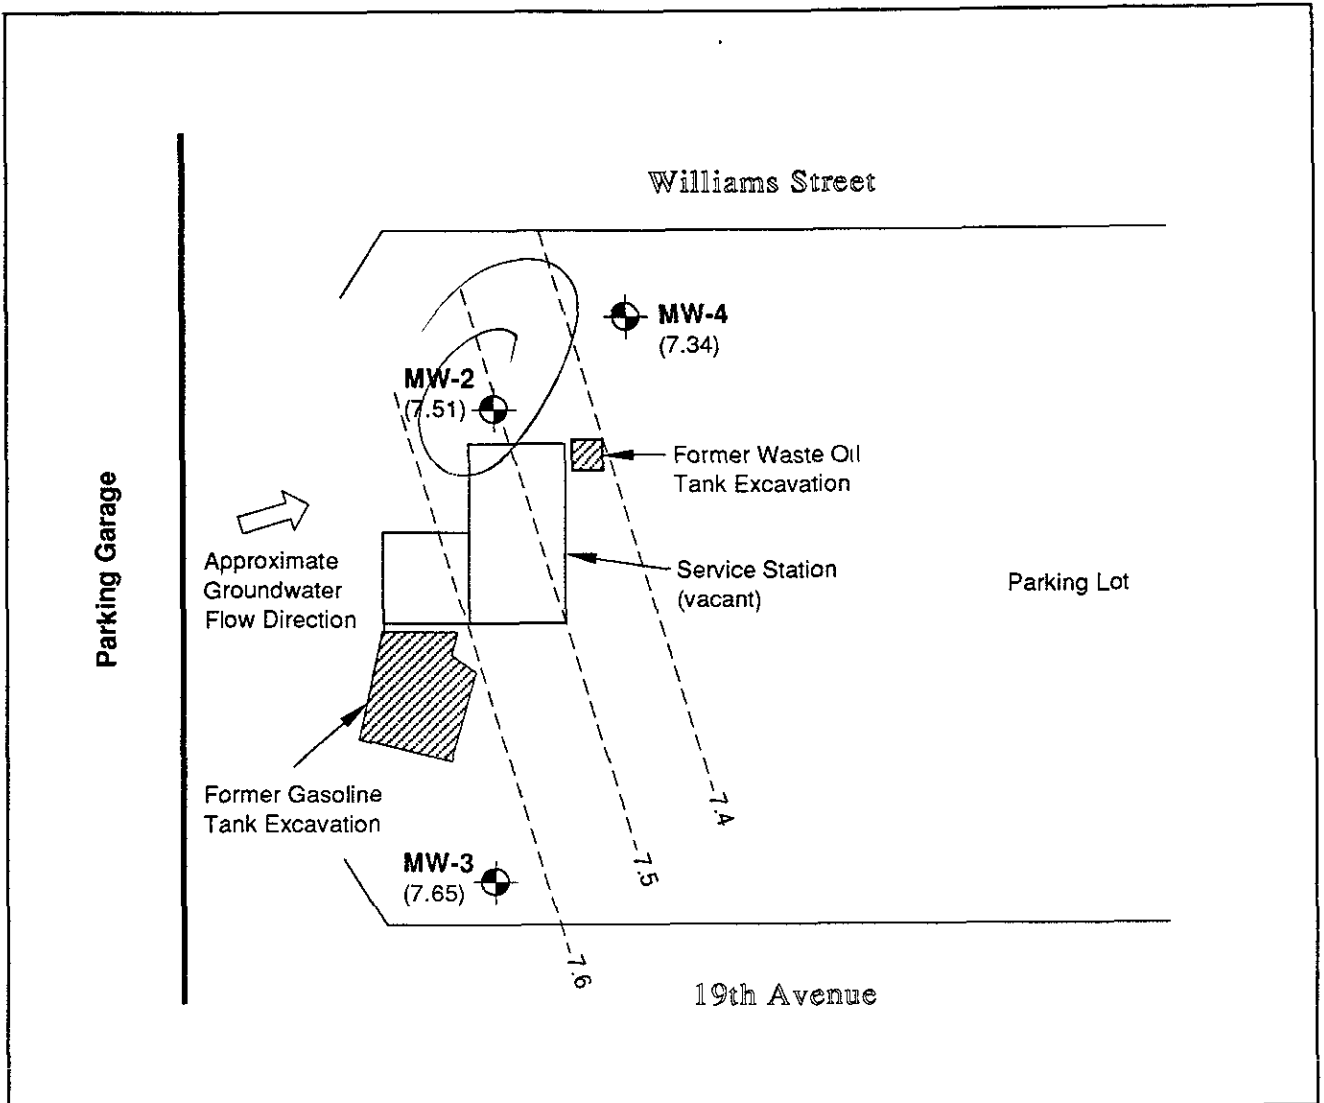 Williams Street
MW-4
(7.34)
MW-2
(7.51)
Former Waste Oil
Tank Excavation
Parking Garage
Approximate
Groundwater
Flow Direction
Service Station
(vacant)
Parking Lot
Former Gasoline
Tank Excavation
7.4
7.5
MW-3
(7.65)
7.6
19th Avenue